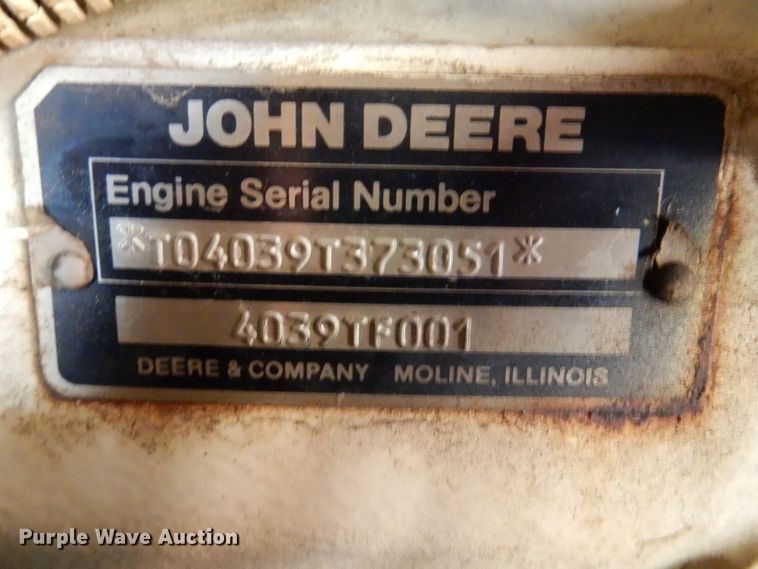 JOHN DEERE
Engine Serial Number
*T04039T373051*
4039TF001
DEERE & COMPANY MOLINE, ILLINOIS
Purple Wave Auction